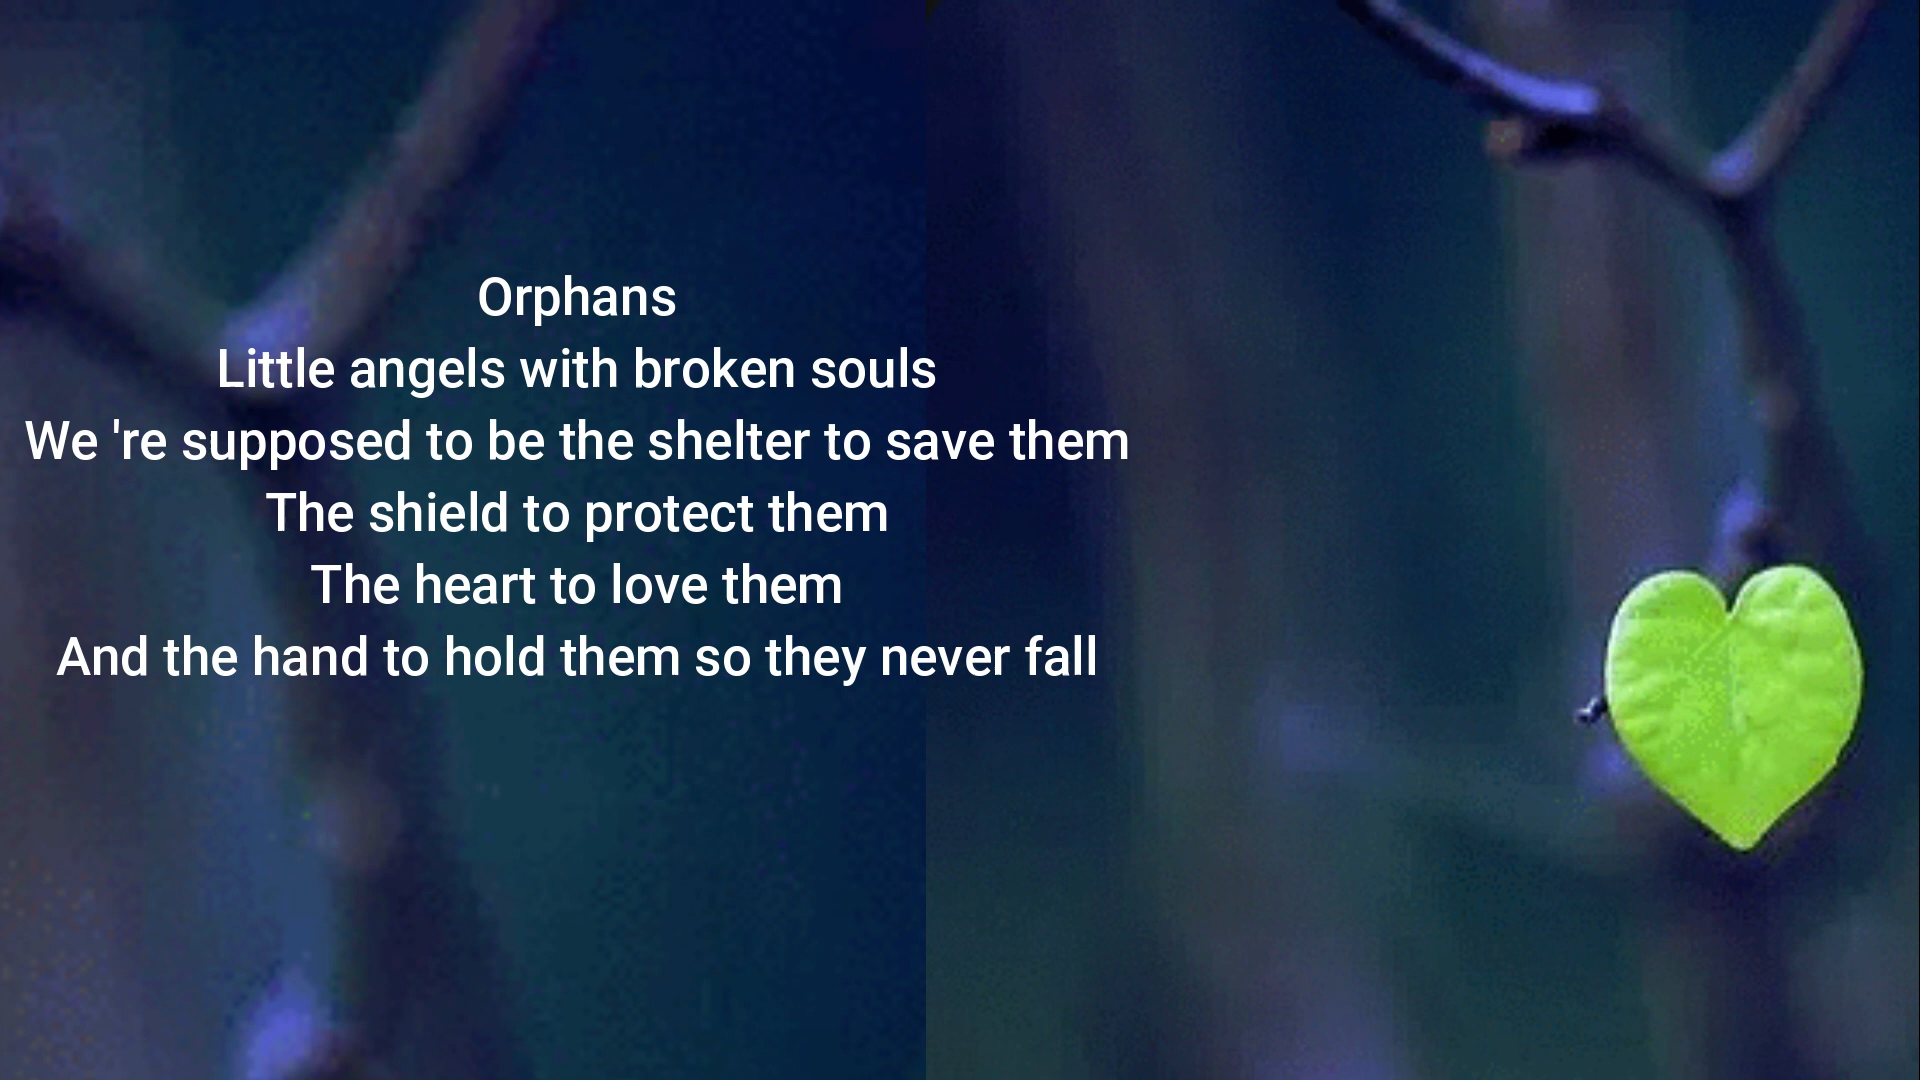 Orphans
Little angels with broken souls
We 're supposed to be the shelter to save them
The shield to protect them
The heart to love them
And the hand to hold them so they never fall